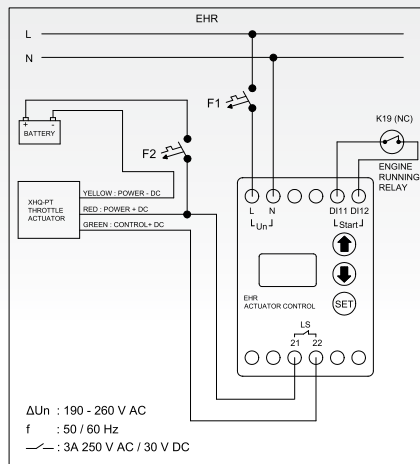 EHR
L
N
F1
K19 (NC)
+ -
BATTERY
F2
ENGINE
RUNNING
RELAY
XHQ-PT
THROTTLE
ACTUATOR
YELLOW : POWER - DC
RED : POWER + DC
GREEN : CONTROL+ DC
L N DI11 DI12
Un
Start
EHR
ACTUATOR CONTROL
SET
LS
21 22
ΔUn : 190 - 260 V AC
f : 50 / 60 Hz
: 3A 250 V AC / 30 V DC